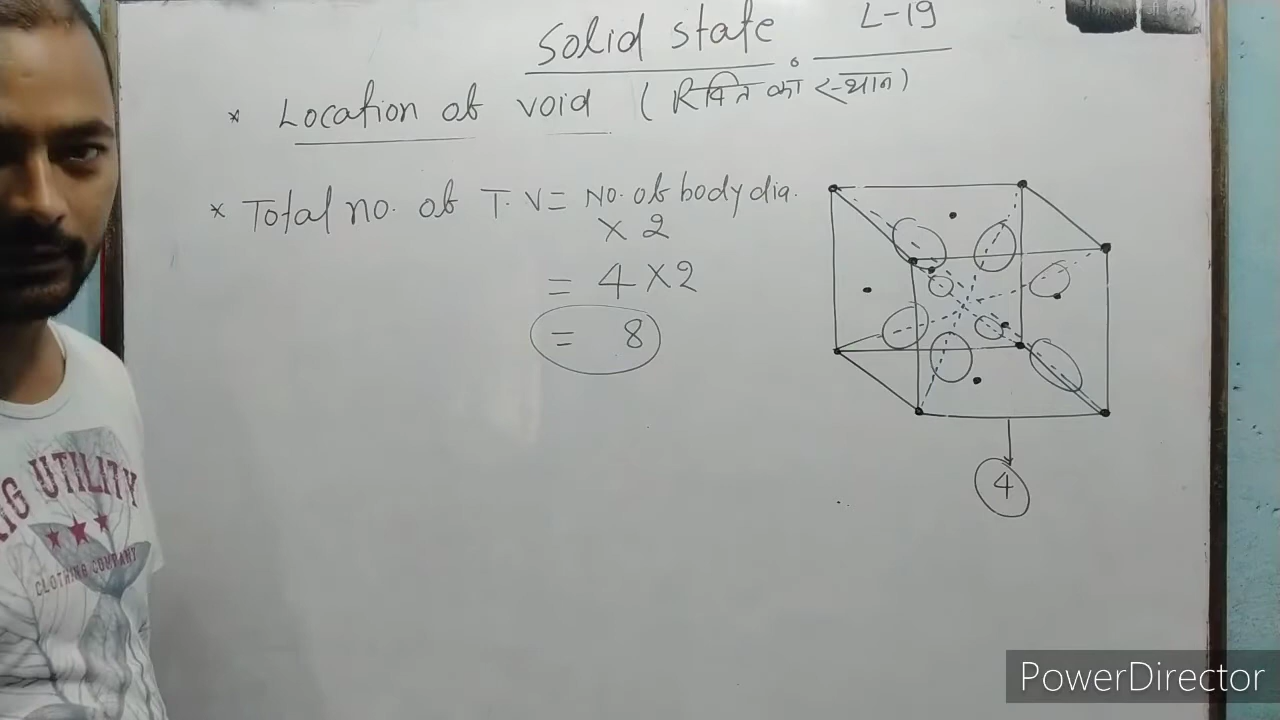 Solid state . L-19
* Location of void (रिक्ति का स्थान)
* Total no. of T.V = No. of body dia.
× 2
= 4 × 2
= 8
4
UTILITY
CLOTHING COMPANY
PowerDirector